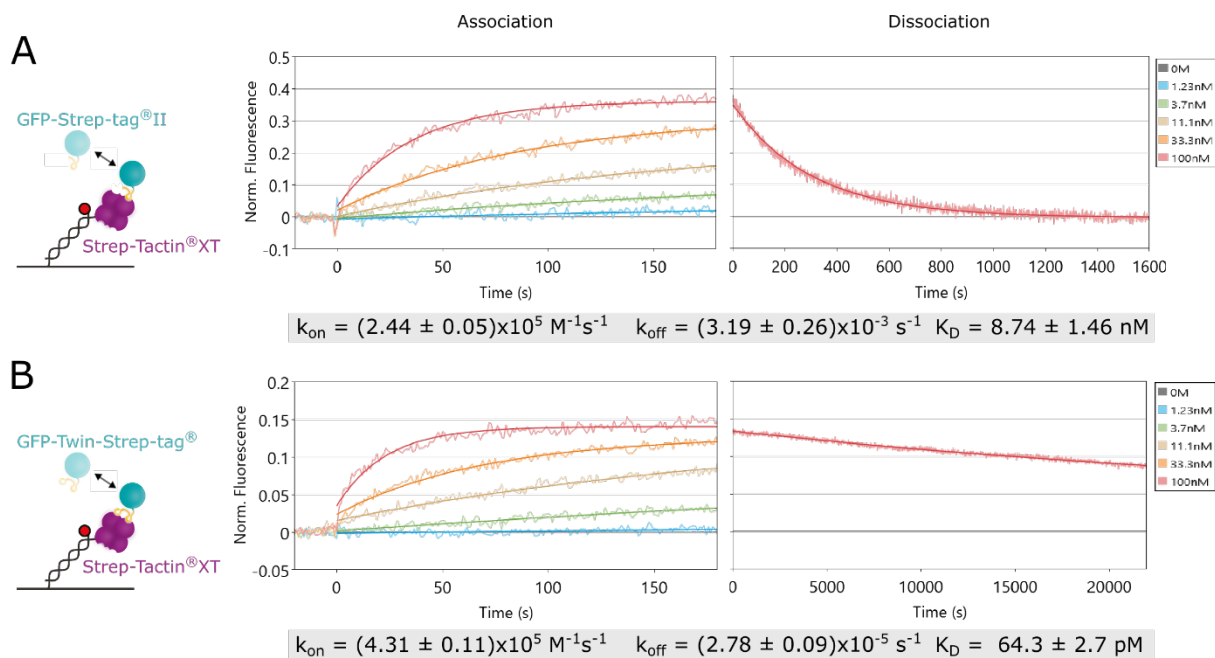 Association
Dissociation
A
GFP-Strep-tag®II
Strep-Tactin®XT
Norm. Fluorescence
0.5
0.4
0.3
0.2
0.1
0
-0.1
0
50
100
150
Time (s)
0
200
400
600
800
1000
1200
1400
1600
Time (s)
0M
1.23nM
3.7nM
11.1nM
33.3nM
100nM
kon = (2.44 ± 0.05)x10⁵ M⁻¹s⁻¹ koff = (3.19 ± 0.26)x10⁻³ s⁻¹ KD = 8.74 ± 1.46 nM
B
GFP-Twin-Strep-tag®
Strep-Tactin®XT
Norm. Fluorescence
0.2
0.15
0.1
0.05
0
-0.05
0
50
100
150
Time (s)
0
5000
10000
15000
20000
Time (s)
0M
1.23nM
3.7nM
11.1nM
33.3nM
100nM
kon = (4.31 ± 0.11)x10⁵ M⁻¹s⁻¹ koff = (2.78 ± 0.09)x10⁻⁵ s⁻¹ KD = 64.3 ± 2.7 pM